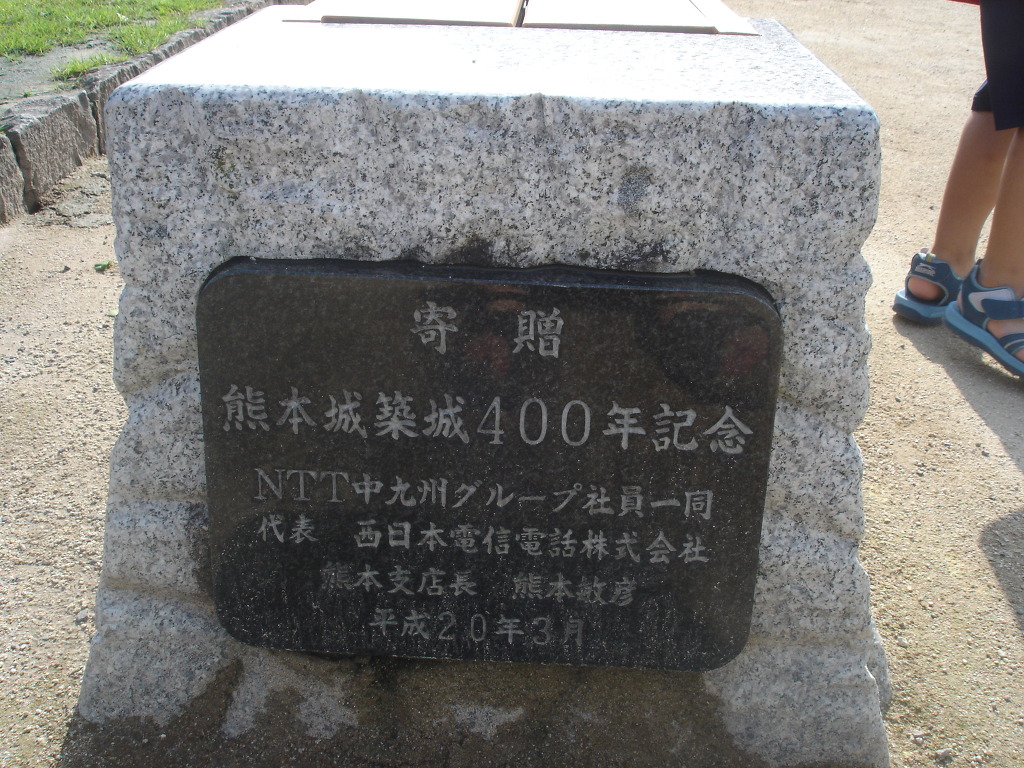 寄贈
熊本城築城400年記念
NTT中九州グループ社員一同
代表 西日本電信電話株式会社
熊本支店長 熊本敏彦
平成20年3月